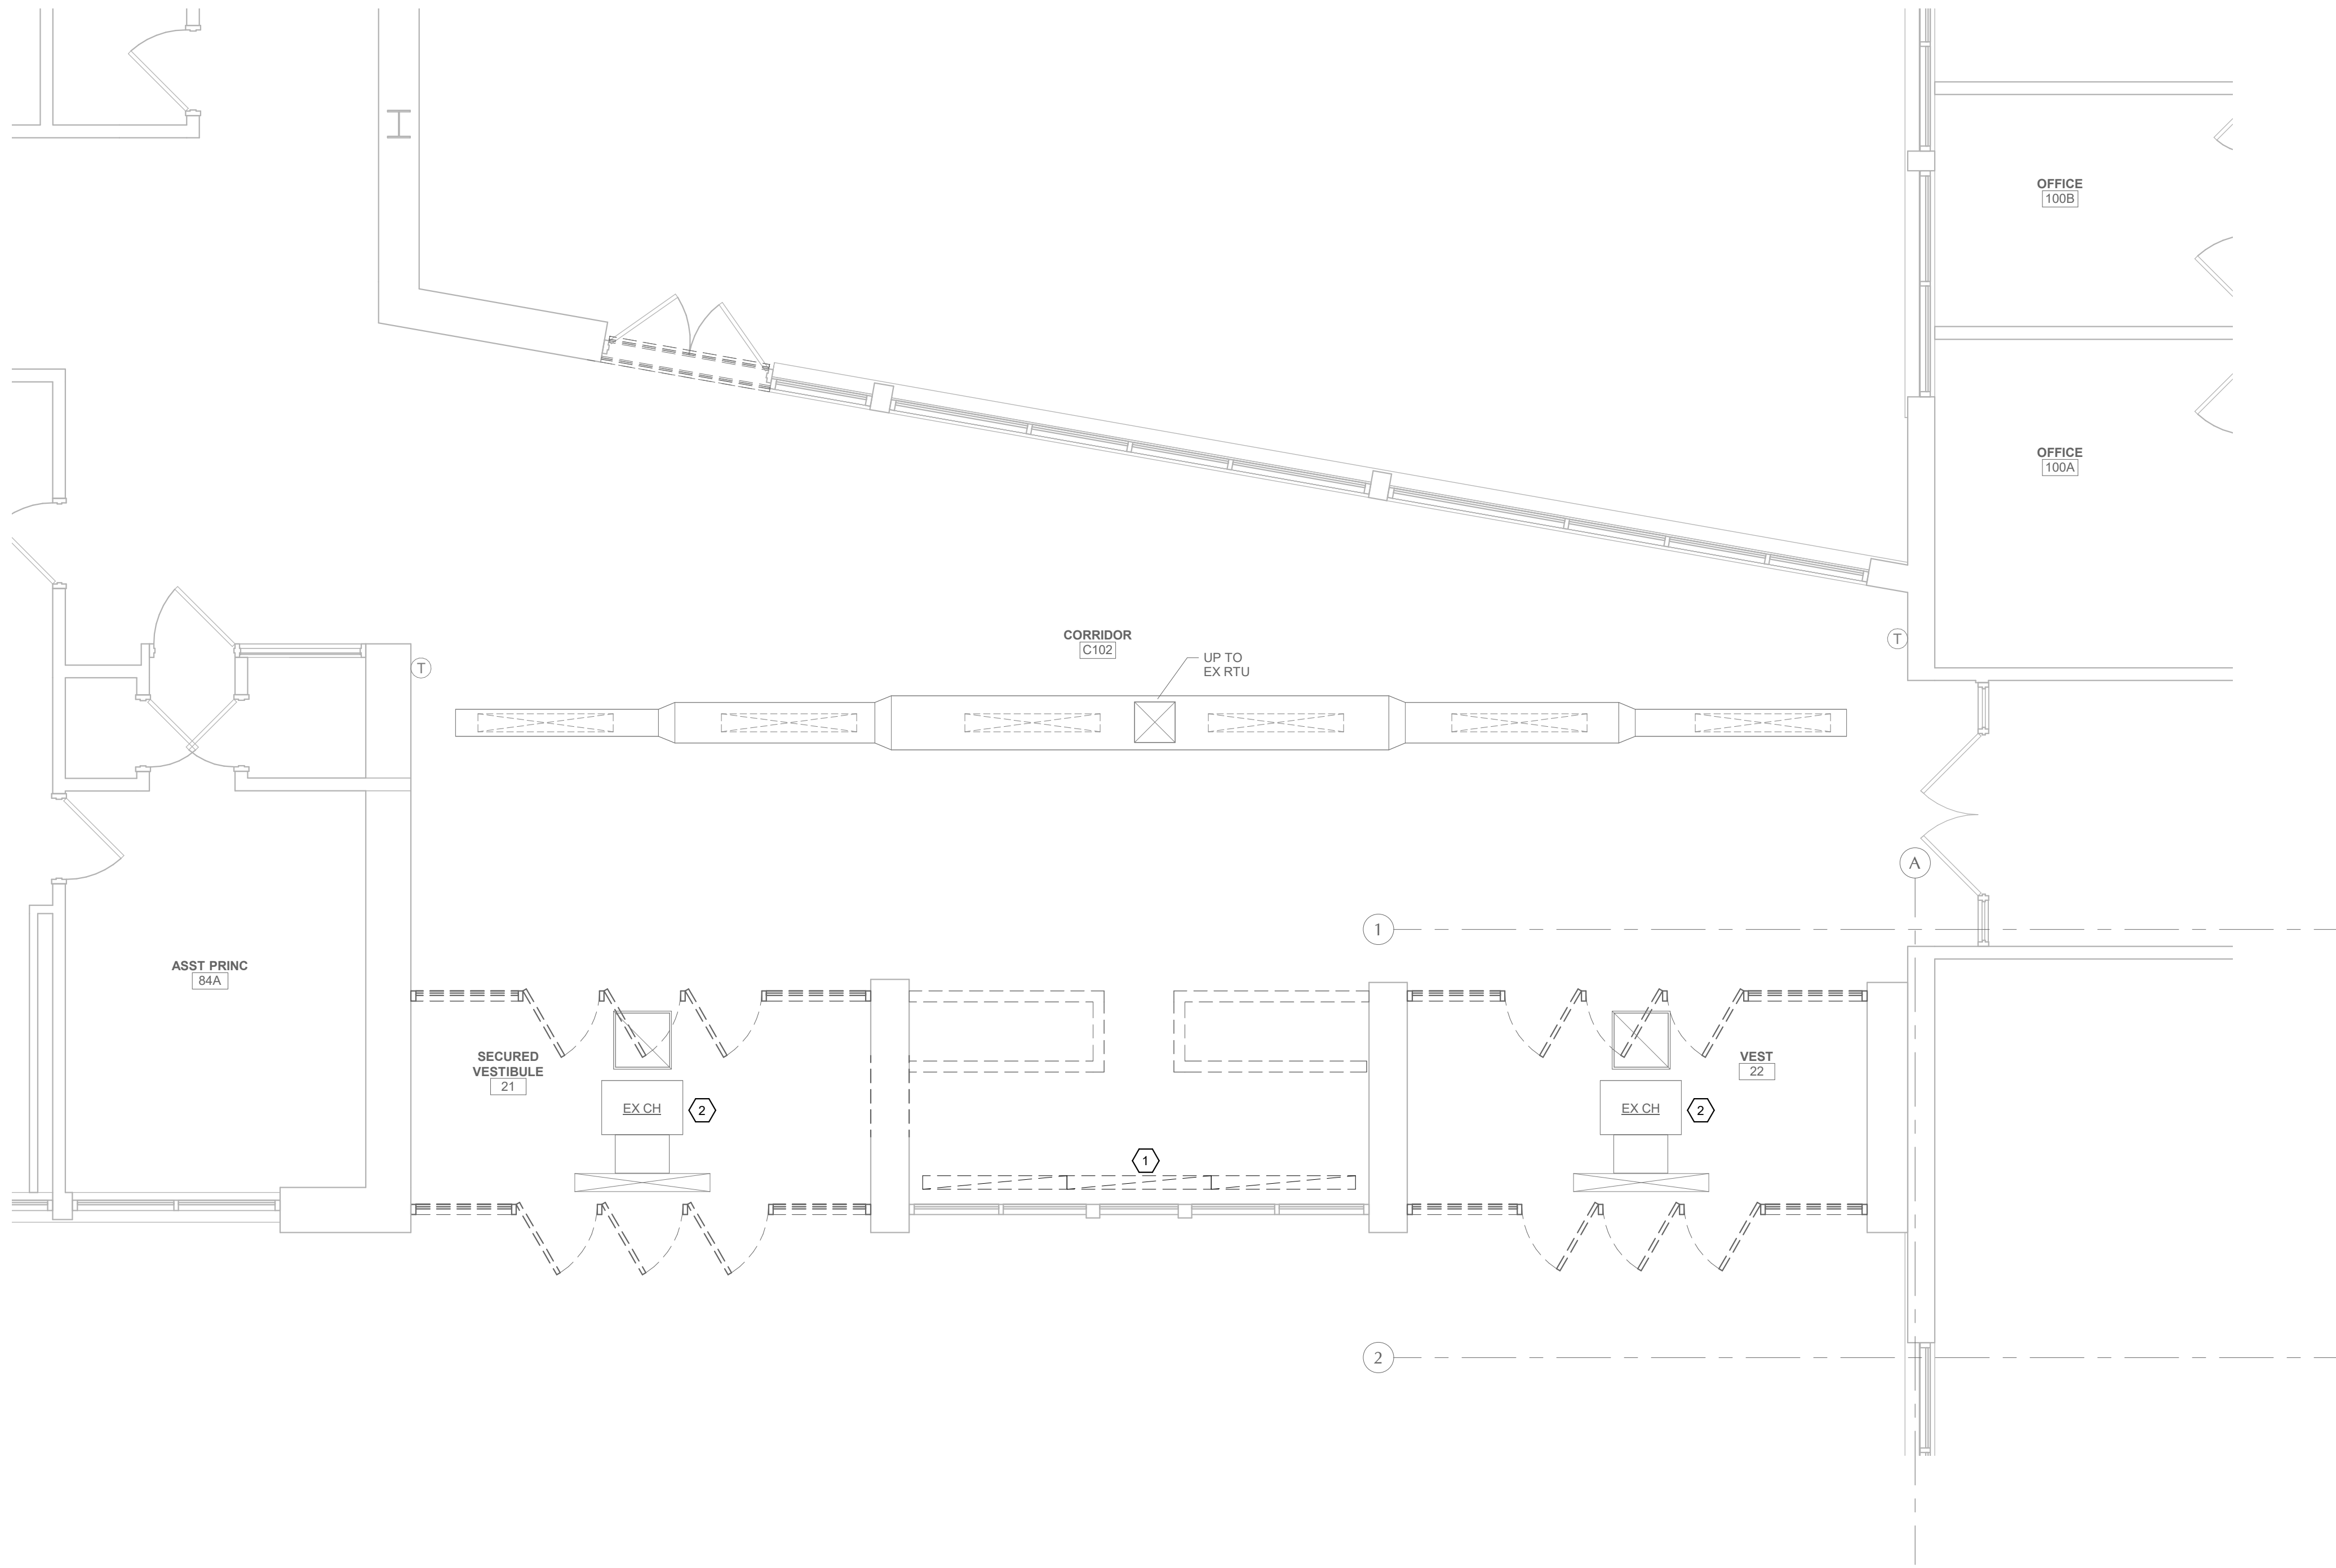 OFFICE
100B
OFFICE
100A
CORRIDOR
C102
UP TO
EX RTU
T
T
A
1
ASST PRINC
84A
SECURED
VESTIBULE
21
EX CH
2
1
VEST
22
EX CH
2
2